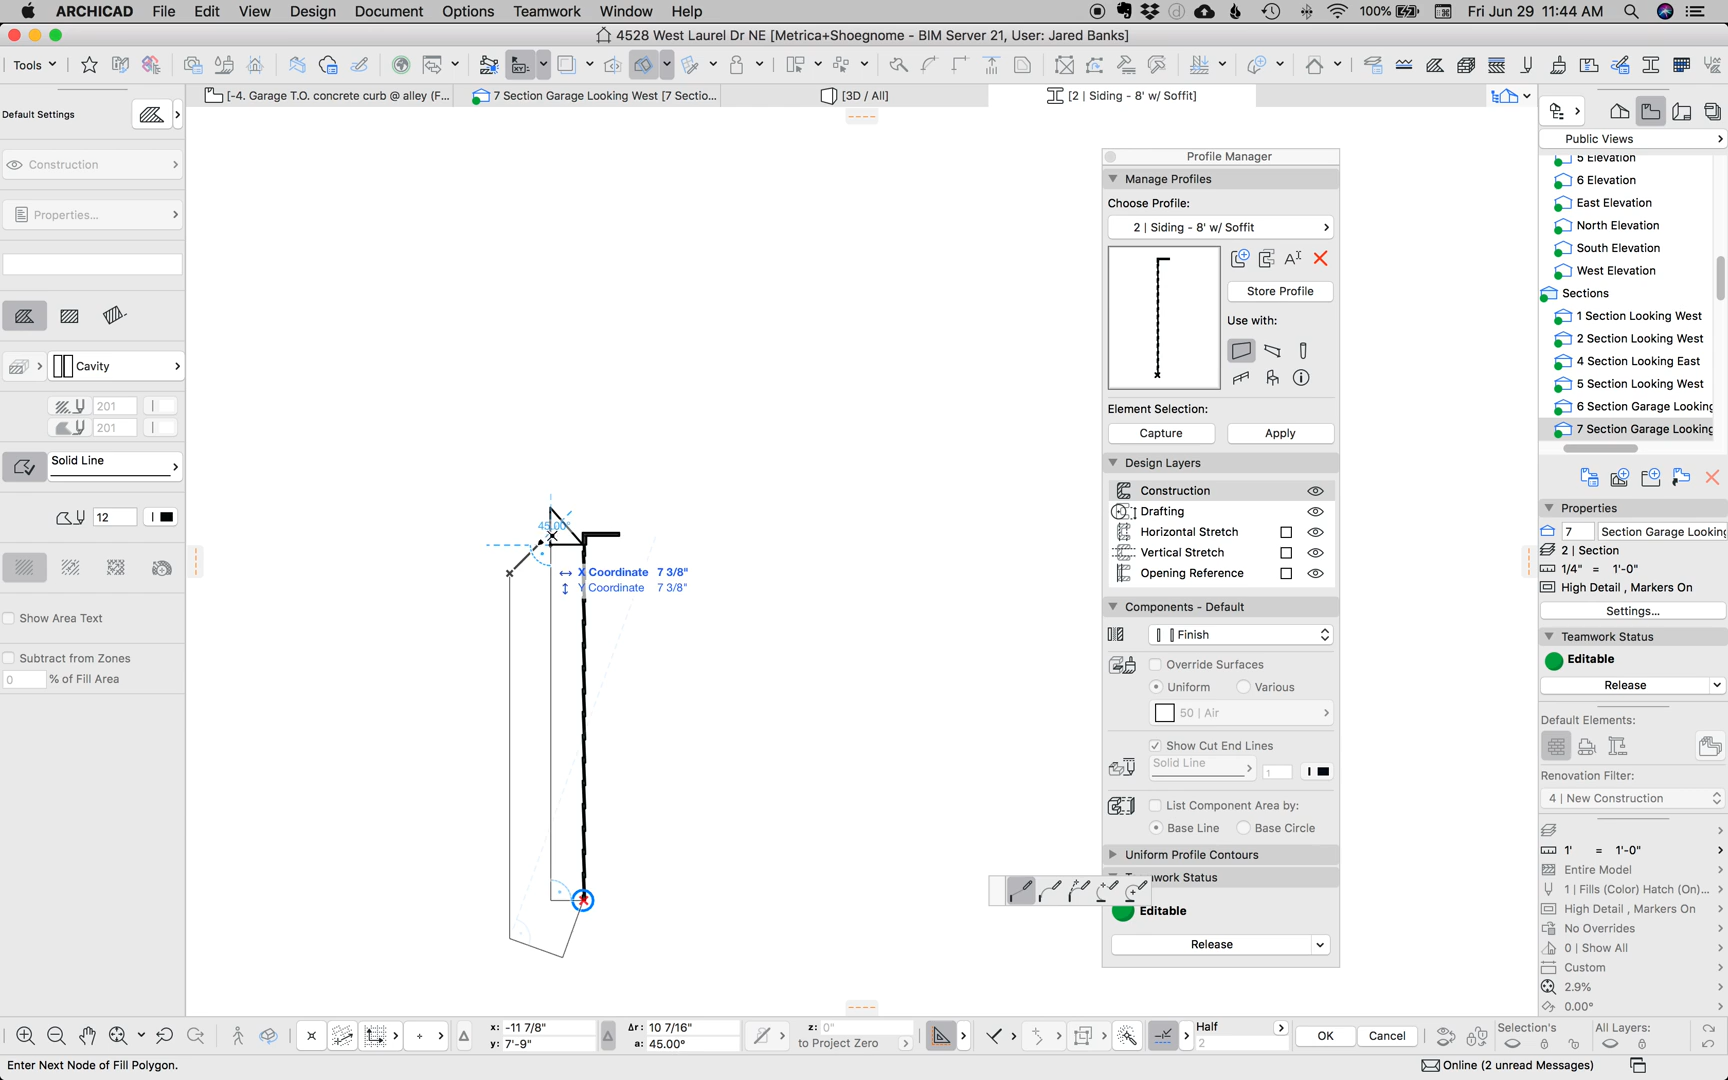 ARCHICAD File Edit View Design Document Options Teamwork Window Help 100% Fri Jun 29 11:44 AM
4528 West Laurel Dr NE [Metrica+Shoegnome - BIM Server 21, User: Jared Banks]
Tools
[-4. Garage T.O. concrete curb @ alley (F...
7 Section Garage Looking West [7 Sectio...
[3D / All]
[2 | Siding - 8' w/ Soffit]
Default Settings
Construction
Properties...
Cavity
201
201
Solid Line
12
Show Area Text
Subtract from Zones
0 % of Fill Area
45.00°
X Coordinate 7 3/8"
Y Coordinate 7 3/8"
Profile Manager
Manage Profiles
Choose Profile:
2 | Siding - 8' w/ Soffit
Store Profile
Use with:
Element Selection:
Capture Apply
Design Layers
Construction
Drafting
Horizontal Stretch
Vertical Stretch
Opening Reference
Components - Default
Finish
Override Surfaces
Uniform Various
50 | Air
Show Cut End Lines
Solid Line 1
List Component Area by:
Base Line Base Circle
Uniform Profile Contours
work Status
Editable
Release
Public Views
5 Elevation
6 Elevation
East Elevation
North Elevation
South Elevation
West Elevation
Sections
1 Section Looking West
2 Section Looking West
4 Section Looking East
5 Section Looking West
6 Section Garage Looking
7 Section Garage Looking
Properties
7 Section Garage Looking
2 | Section
1/4" = 1'-0"
High Detail , Markers On
Settings...
Teamwork Status
Editable
Release
Default Elements:
Renovation Filter:
4 | New Construction
1' = 1'-0"
Entire Model
1 | Fills (Color) Hatch (On)...
High Detail , Markers On
No Overrides
0 | Show All
Custom
2.9%
0.00°
x: -11 7/8"
y: 7'-9"
Δr: 10 7/16"
a: 45.00°
z: 0"
to Project Zero
Half
2
OK Cancel
Selection's
All Layers:
Enter Next Node of Fill Polygon.
Online (2 unread Messages)